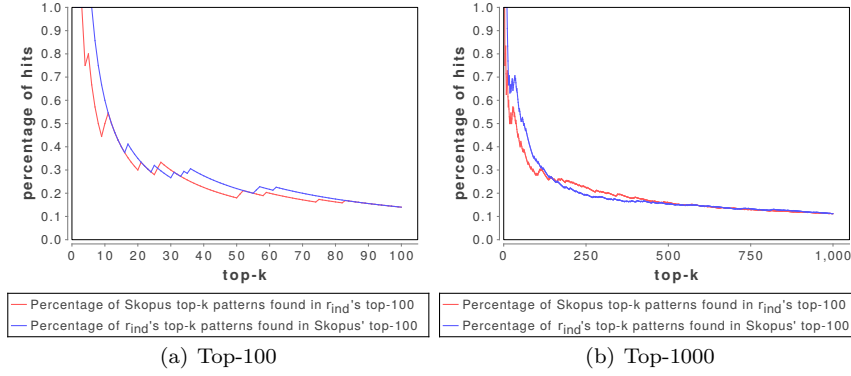 percentage of hits
1.0
0.9
0.8
0.7
0.6
0.5
0.4
0.3
0.2
0.1
0.0
0 10 20 30 40 50 60 70 80 90 100
top-k
Percentage of Skopus top-k patterns found in r_ind's top-100
Percentage of r_ind's top-k patterns found in Skopus' top-100
(a) Top-100
percentage of hits
1.0
0.9
0.8
0.7
0.6
0.5
0.4
0.3
0.2
0.1
0.0
0 250 500 750 1,000
top-k
Percentage of Skopus top-k patterns found in r_ind's top-100
Percentage of r_ind's top-k patterns found in Skopus' top-100
(b) Top-1000